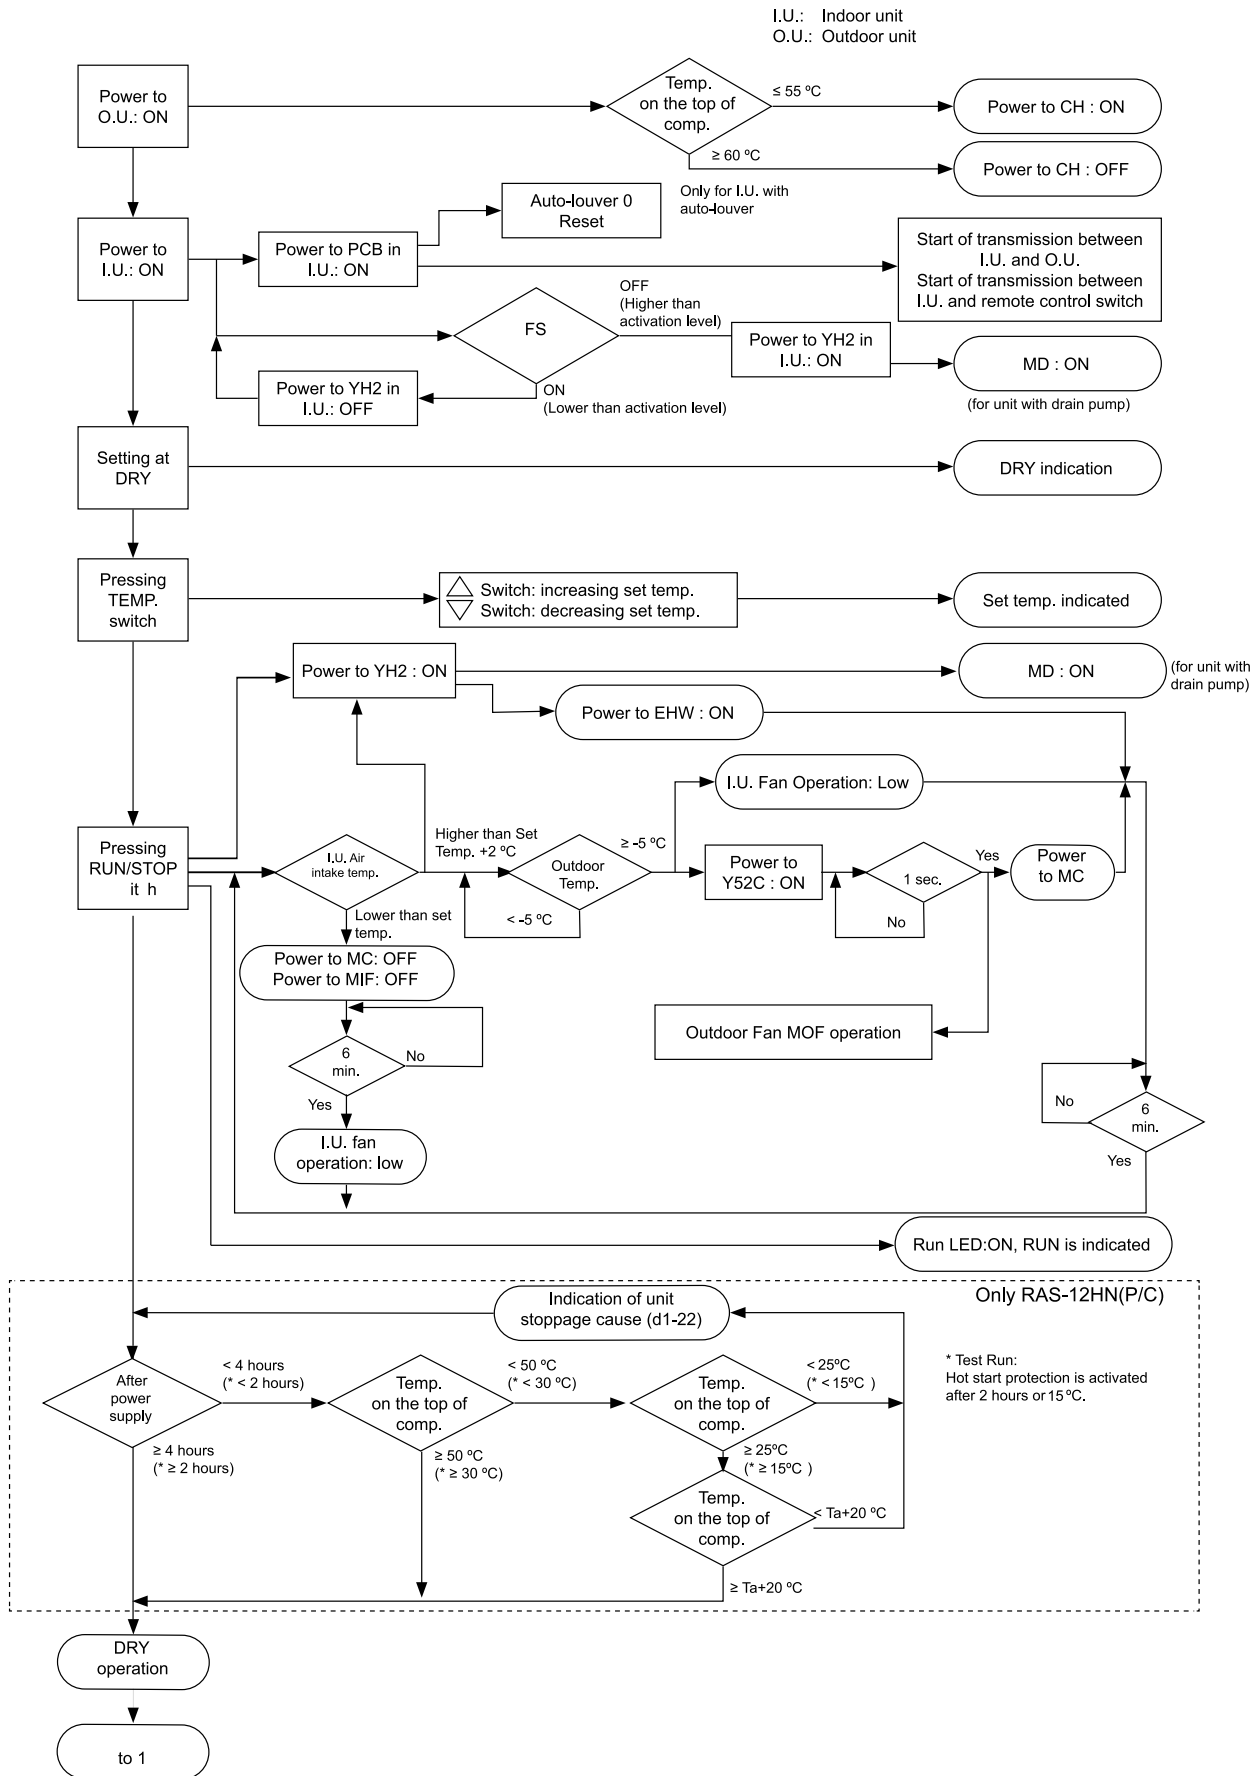 I.U.: Indoor unit
O.U.: Outdoor unit
Power to
O.U.: ON
Temp.
on the top of
comp.
≤ 55 ºC
Power to CH : ON
≥ 60 ºC
Power to CH : OFF
Auto-louver 0
Reset
Only for I.U. with
auto-louver
Power to
I.U.: ON
Power to PCB in
I.U.: ON
Start of transmission between
I.U. and O.U.
Start of transmission between
I.U. and remote control switch
FS
OFF
(Higher than
activation level)
Power to YH2 in
I.U.: ON
MD : ON
(for unit with drain pump)
Power to YH2 in
I.U.: OFF
ON
(Lower than activation level)
Setting at
DRY
DRY indication
Pressing
TEMP.
switch
Switch: increasing set temp.
Switch: decreasing set temp.
Set temp. indicated
Power to YH2 : ON
MD : ON
(for unit with
drain pump)
Power to EHW : ON
I.U. Fan Operation: Low
Pressing
RUN/STOP
it h
I.U. Air
intake temp.
Higher than Set
Temp. +2 ºC
Outdoor
Temp.
≥ -5 ºC
< -5 ºC
Power to
Y52C : ON
1 sec.
Yes
No
Power
to MC
Lower than set
temp.
Power to MC: OFF
Power to MIF: OFF
Outdoor Fan MOF operation
6
min.
No
Yes
I.U. fan
operation: low
No
6
min.
Yes
Run LED:ON, RUN is indicated
Only RAS-12HN(P/C)
Indication of unit
stoppage cause (d1-22)
After
power
supply
< 4 hours
(* < 2 hours)
≥ 4 hours
(* ≥ 2 hours)
Temp.
on the top of
comp.
< 50 ºC
(* < 30 ºC)
≥ 50 ºC
(* ≥ 30 ºC)
Temp.
on the top of
comp.
< 25ºC
(* < 15ºC )
≥ 25ºC
(* ≥ 15ºC )
* Test Run:
Hot start protection is activated
after 2 hours or 15 ºC.
Temp.
on the top of
comp.
< Ta+20 ºC
≥ Ta+20 ºC
DRY
operation
to 1